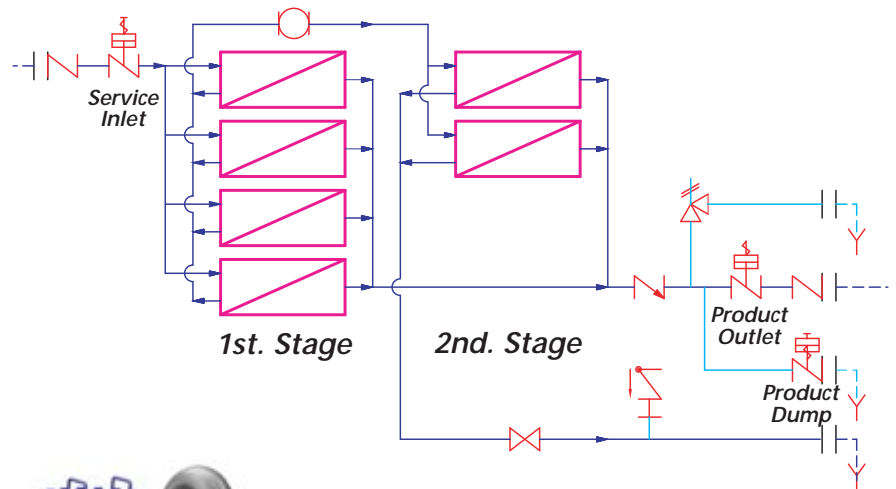 Service
Inlet
1st. Stage
2nd. Stage
Product
Outlet
Product
Dump